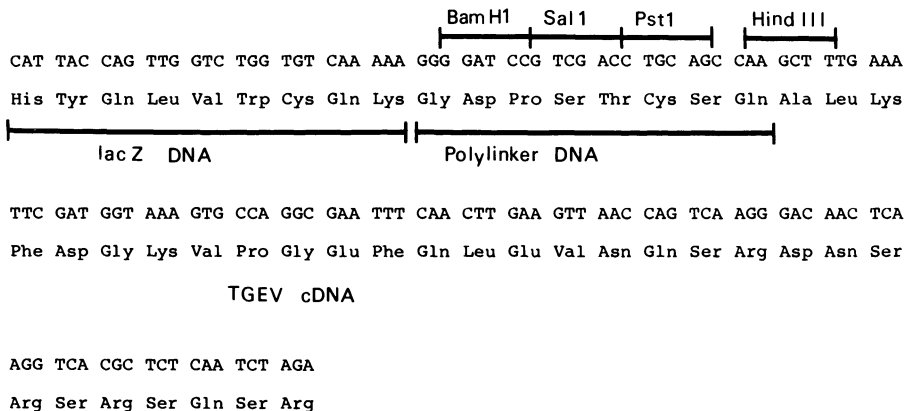 Bam H1 Sal 1 Pst1 Hind III
CAT TAC CAG TTG GTC TGG TGT CAA AAA GGG GAT CCG TCG ACC TGC AGC CAA GCT TTG AAA
His Tyr Gln Leu Val Trp Cys Gln Lys Gly Asp Pro Ser Thr Cys Ser Gln Ala Leu Lys
lac Z DNA Polylinker DNA
TTC GAT GGT AAA GTG CCA GGC GAA TTT CAA CTT GAA GTT AAC CAG TCA AGG GAC AAC TCA
Phe Asp Gly Lys Val Pro Gly Glu Phe Gln Leu Glu Val Asn Gln Ser Arg Asp Asn Ser
TGEV cDNA
AGG TCA CGC TCT CAA TCT AGA
Arg Ser Arg Ser Gln Ser Arg